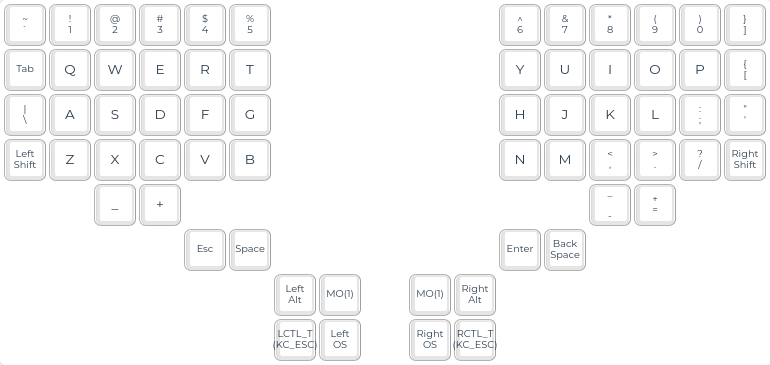 ~ ! @ # $ % ^ & * ( ) }
` 1 2 3 4 5 6 7 8 9 0 ]
Tab Q W E R T Y U I O P {
[
| A S D F G H J K L : "
\ ; '
Left Shift Z X C V B N M < > ? Right Shift
, . /
_ + _ +
- =
Esc Space Enter Back Space
Left Alt MO(1) MO(1) Right Alt
LCTL_T Left Right RCTL_T
(KC_ESC) OS OS (KC_ESC)